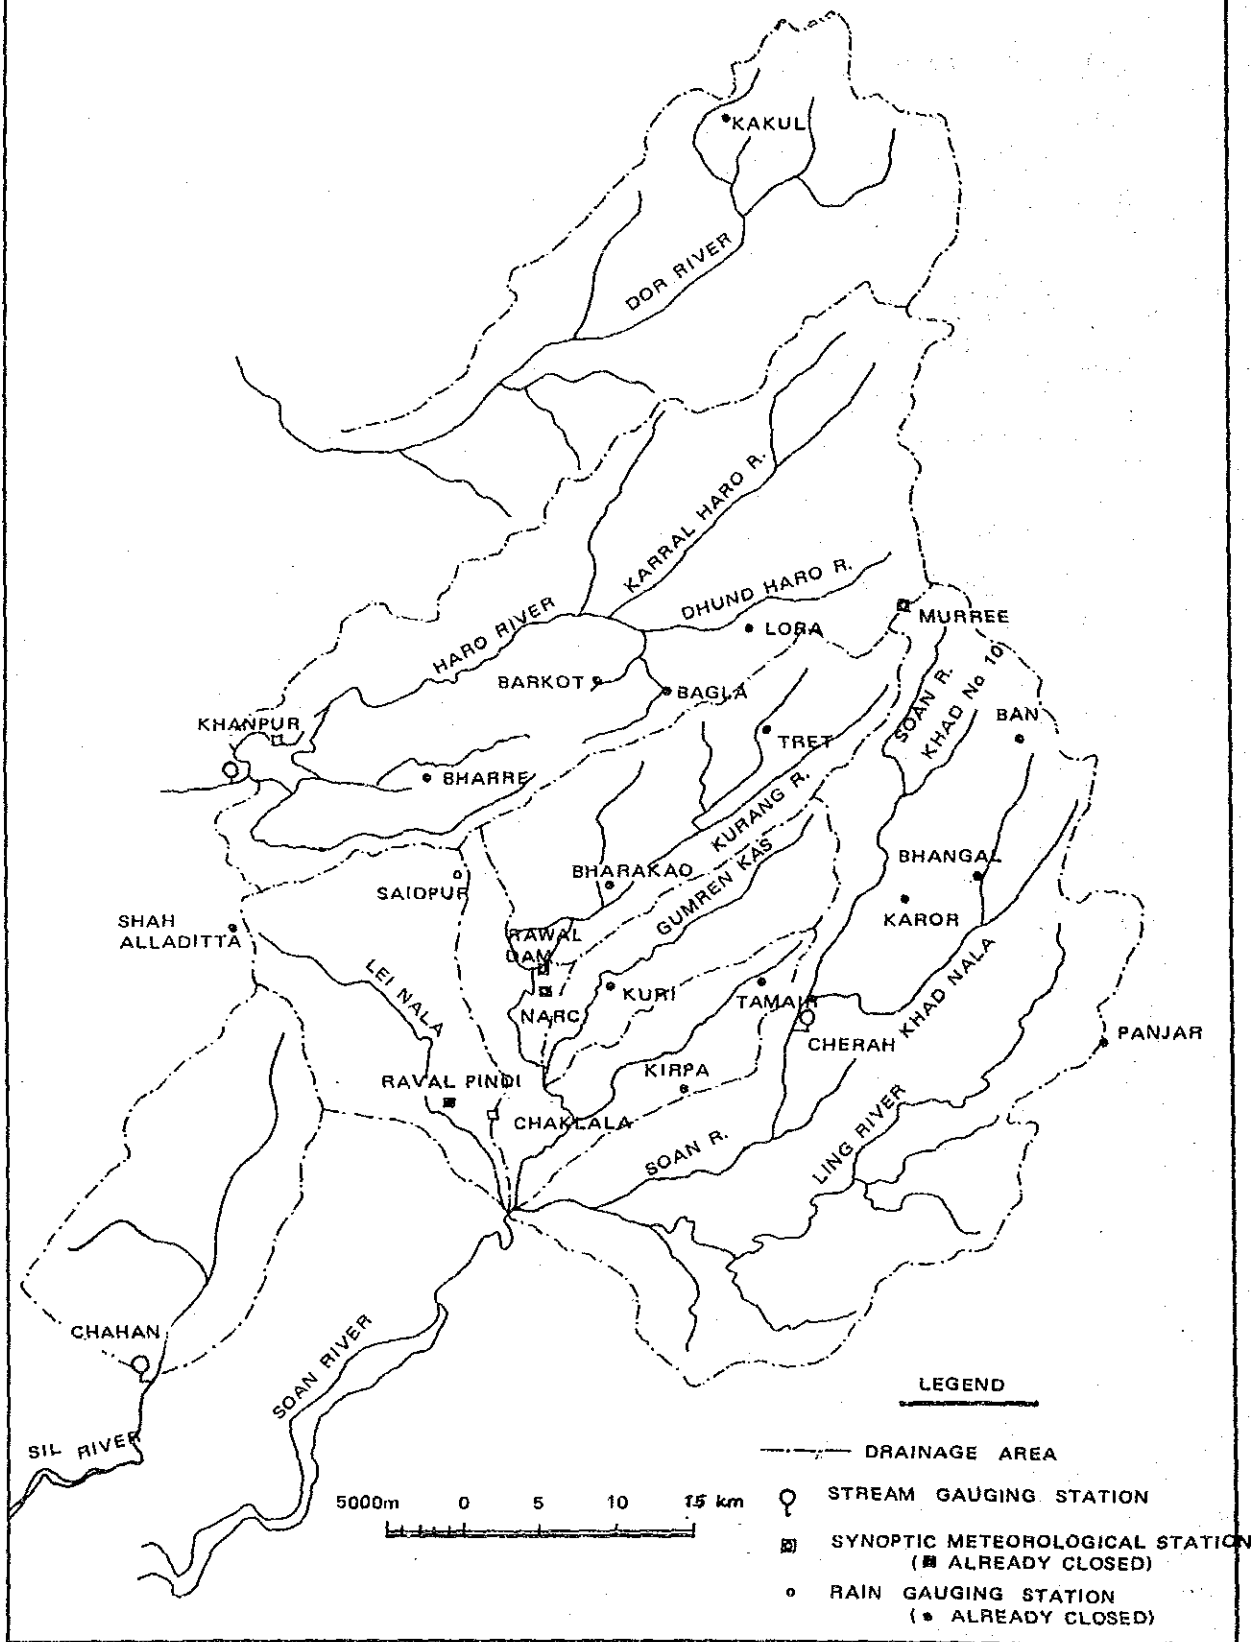 KAKUL
DOR RIVER
KARRAL HARO R.
DHUND HARO R.
HARO RIVER
LORA
MURREE
BARKOT
BAGLA
SOAN R.
KHAD No 10
BAN
KHANPUR
TRET
BHARRE
KURANG R.
BHARAKAO
GUMREN KAS
BHANGAL
SAIDPUR
KAROR
SHAH
ALLADITTA
RAWAL
DAM
LEI NALA
KURI
TAMAIR
KHAD NALA
NARC
CHERAH
PANJAR
KIRPA
RAVAL PINDI
CHAKLALA
SOAN R.
LING RIVER
CHAHAN
SOAN RIVER
SIL RIVER
LEGEND
DRAINAGE AREA
5000m 0 5 10 15 km
STREAM GAUGING STATION
SYNOPTIC METEOROLOGICAL STATION
( ALREADY CLOSED)
RAIN GAUGING STATION
( ALREADY CLOSED)